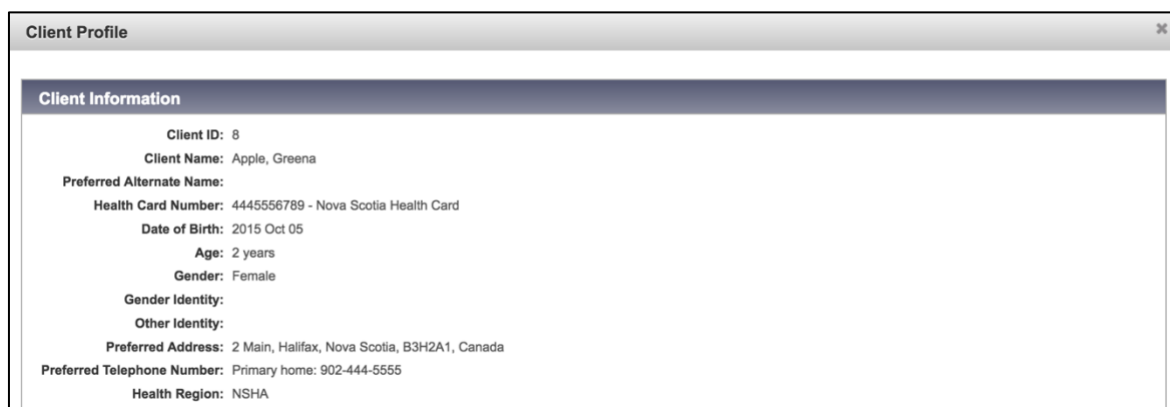 Client Profile
Client Information
Client ID: 8
Client Name: Apple, Greena
Preferred Alternate Name:
Health Card Number: 4445556789 - Nova Scotia Health Card
Date of Birth: 2015 Oct 05
Age: 2 years
Gender: Female
Gender Identity:
Other Identity:
Preferred Address: 2 Main, Halifax, Nova Scotia, B3H2A1, Canada
Preferred Telephone Number: Primary home: 902-444-5555
Health Region: NSHA